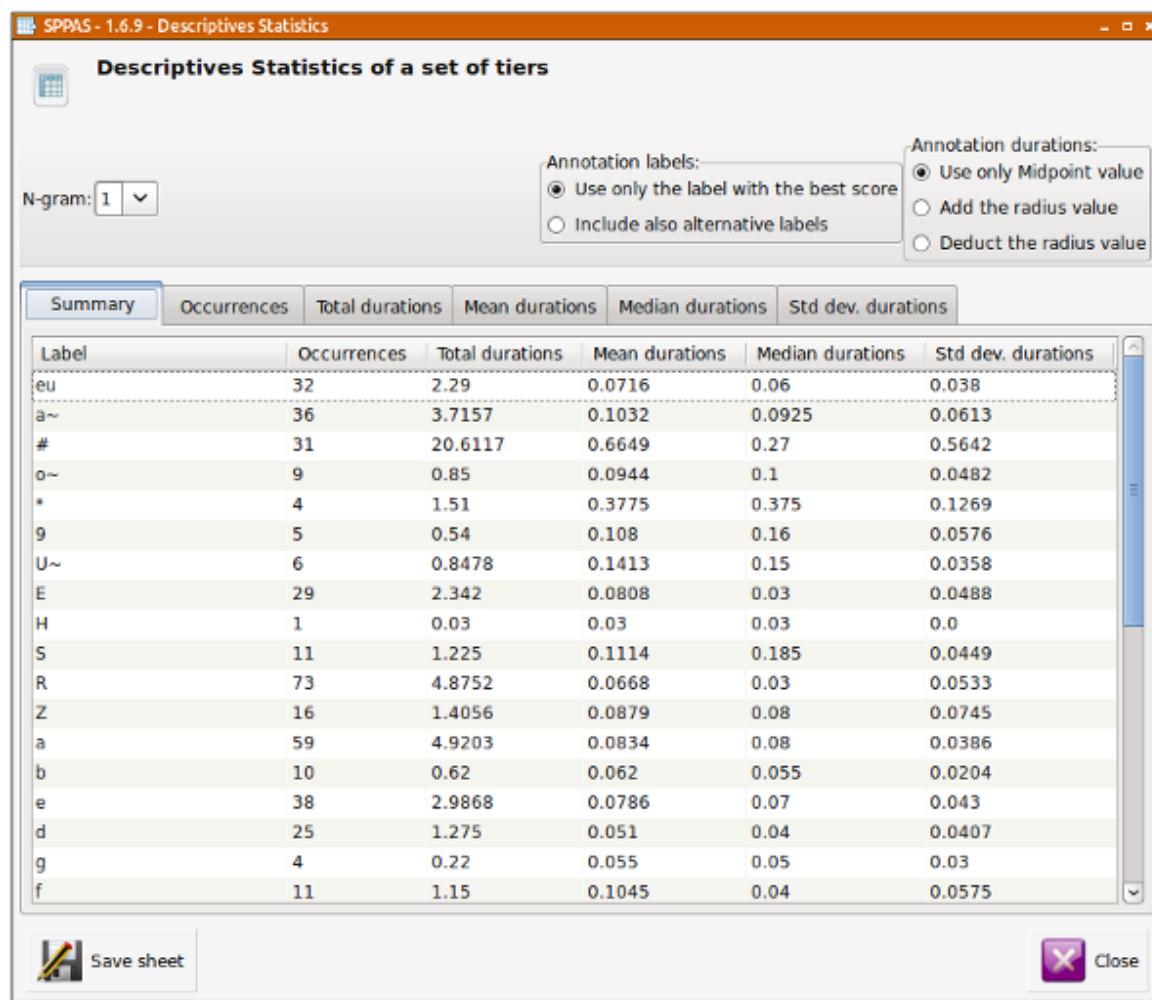 SPPAS - 1.6.9 - Descriptives Statistics
Descriptives Statistics of a set of tiers
N-gram: 1
Annotation labels:
Use only the label with the best score
Include also alternative labels
Annotation durations:
Use only Midpoint value
Add the radius value
Deduct the radius value
Summary Occurrences Total durations Mean durations Median durations Std dev. durations
Label Occurrences Total durations Mean durations Median durations Std dev. durations
eu 32 2.29 0.0716 0.06 0.038
a~ 36 3.7157 0.1032 0.0925 0.0613
# 31 20.6117 0.6649 0.27 0.5642
o~ 9 0.85 0.0944 0.1 0.0482
* 4 1.51 0.3775 0.375 0.1269
9 5 0.54 0.108 0.16 0.0576
U~ 6 0.8478 0.1413 0.15 0.0358
E 29 2.342 0.0808 0.03 0.0488
H 1 0.03 0.03 0.03 0.0
S 11 1.225 0.1114 0.185 0.0449
R 73 4.8752 0.0668 0.03 0.0533
Z 16 1.4056 0.0879 0.08 0.0745
a 59 4.9203 0.0834 0.08 0.0386
b 10 0.62 0.062 0.055 0.0204
e 38 2.9868 0.0786 0.07 0.043
d 25 1.275 0.051 0.04 0.0407
g 4 0.22 0.055 0.05 0.03
f 11 1.15 0.1045 0.04 0.0575
Save sheet
Close